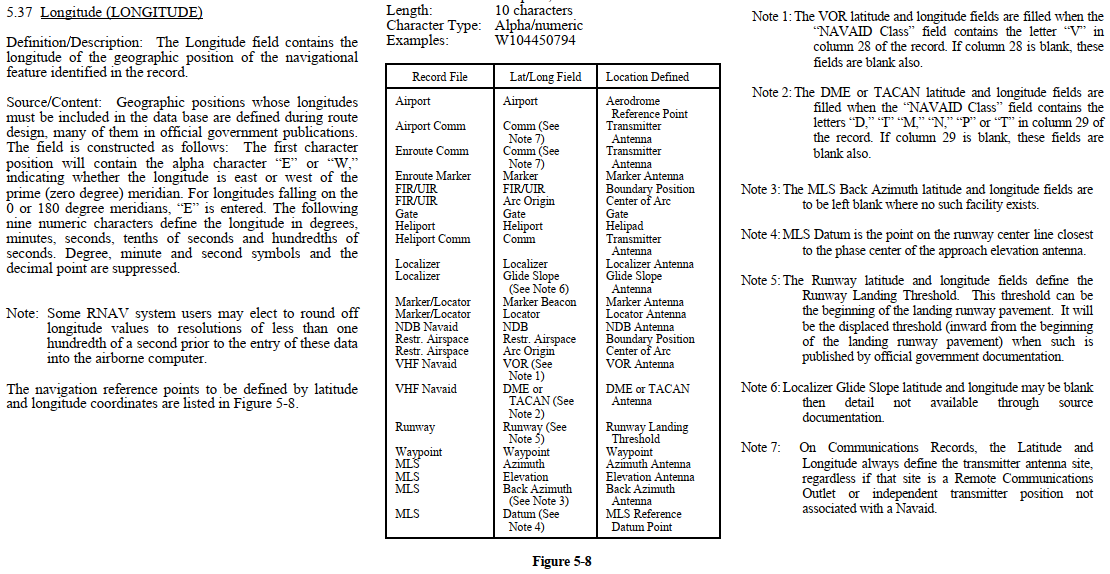 5.37 Longitude (LONGITUDE)
Definition/Description: The Longitude field contains the
longitude of the geographic position of the navigational
feature identified in the record.
Source/Content: Geographic positions whose longitudes
must be included in the data base are defined during route
design, many of them in official government publications.
The field is constructed as follows: The first character
position will contain the alpha character “E” or “W,”
indicating whether the longitude is east or west of the
prime (zero degree) meridian. For longitudes falling on the
0 or 180 degree meridians, “E” is entered. The following
nine numeric characters define the longitude in degrees,
minutes, seconds, tenths of seconds and hundredths of
seconds. Degree, minute and second symbols and the
decimal point are suppressed.
Note: Some RNAV system users may elect to round off
longitude values to resolutions of less than one
hundredth of a second prior to the entry of these data
into the airborne computer.
The navigation reference points to be defined by latitude
and longitude coordinates are listed in Figure 5-8.
Length: 10 characters
Character Type: Alpha/numeric
Examples: W104450794
Record File Lat/Long Field Location Defined
Airport Airport Aerodrome
Reference Point
Airport Comm Comm (See Transmitter
Note 7) Antenna
Enroute Comm Comm (See Transmitter
Note 7) Antenna
Enroute Marker Marker Marker Antenna
FIR/UIR FIR/UIR Boundary Position
FIR/UIR Arc Origin Center of Arc
Gate Gate Gate
Heliport Heliport Helipad
Heliport Comm Comm Transmitter
Antenna
Localizer Localizer Localizer Antenna
Localizer Glide Slope Glide Slope
(See Note 6) Antenna
Marker/Locator Marker Beacon Marker Antenna
Marker/Locator Locator Locator Antenna
NDB Navaid NDB NDB Antenna
Restr. Airspace Restr. Airspace Boundary Position
Restr. Airspace Arc Origin Center of Arc
VHF Navaid VOR (See VOR Antenna
Note 1)
VHF Navaid DME or DME or TACAN
TACAN (See Antenna
Note 2)
Runway Runway (See Runway Landing
Note 5) Threshold
Waypoint Waypoint Waypoint
MLS Azimuth Azimuth Antenna
MLS Elevation Elevation Antenna
MLS Back Azimuth Back Azimuth
(See Note 3) Antenna
MLS Datum (See MLS Reference
Note 4) Datum Point
Figure 5-8
Note 1: The VOR latitude and longitude fields are filled when the
“NAVAID Class” field contains the letter “V” in
column 28 of the record. If column 28 is blank, these
fields are blank also.
Note 2: The DME or TACAN latitude and longitude fields are
filled when the “NAVAID Class” field contains the
letters “D,” “I” “M,” “N,” “P” or “T” in column 29 of
the record. If column 29 is blank, these fields are
blank also.
Note 3: The MLS Back Azimuth latitude and longitude fields are
to be left blank where no such facility exists.
Note 4: MLS Datum is the point on the runway center line closest
to the phase center of the approach elevation antenna.
Note 5: The Runway latitude and longitude fields define the
Runway Landing Threshold. This threshold can be
the beginning of the landing runway pavement. It will
be the displaced threshold (inward from the beginning
of the landing runway pavement) when such is
published by official government documentation.
Note 6: Localizer Glide Slope latitude and longitude may be blank
then detail not available through source
documentation.
Note 7: On Communications Records, the Latitude and
Longitude always define the transmitter antenna site,
regardless if that site is a Remote Communications
Outlet or independent transmitter position not
associated with a Navaid.